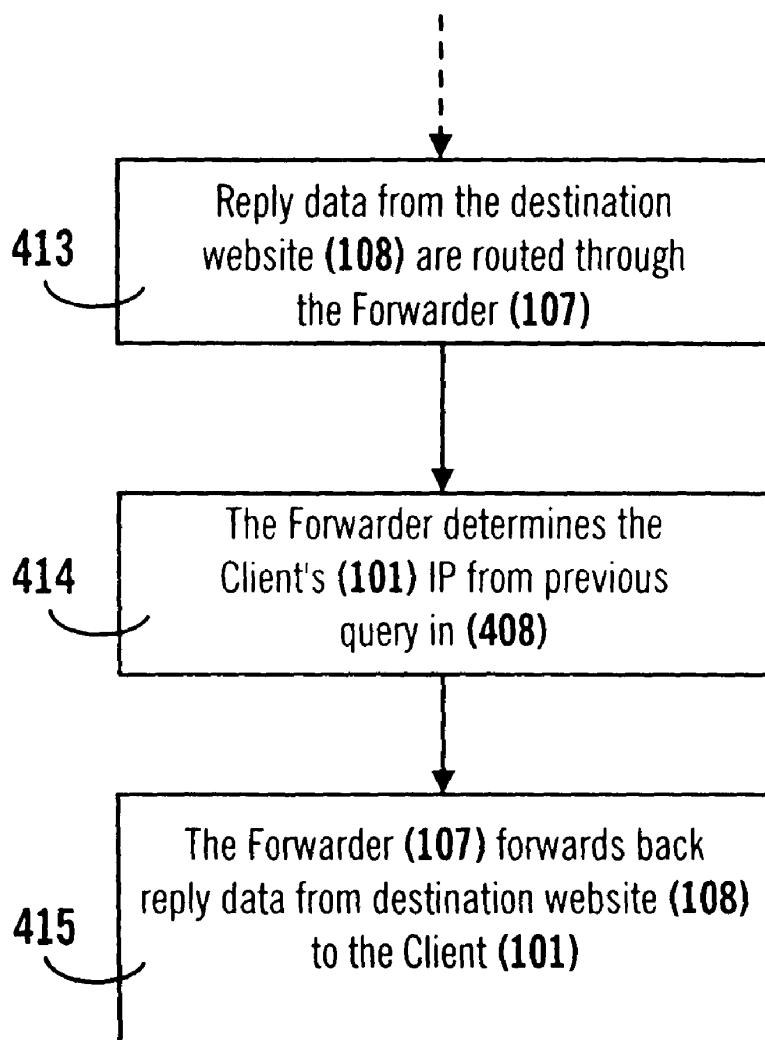 Reply data from the destination
413
website (108) are routed through
the Forwarder (107)
The Forwarder determines the
414
Client's (101) IP from previous
query in (408)
The Forwarder (107) forwards back
reply data from destination website (108)
415
to the Client (101)